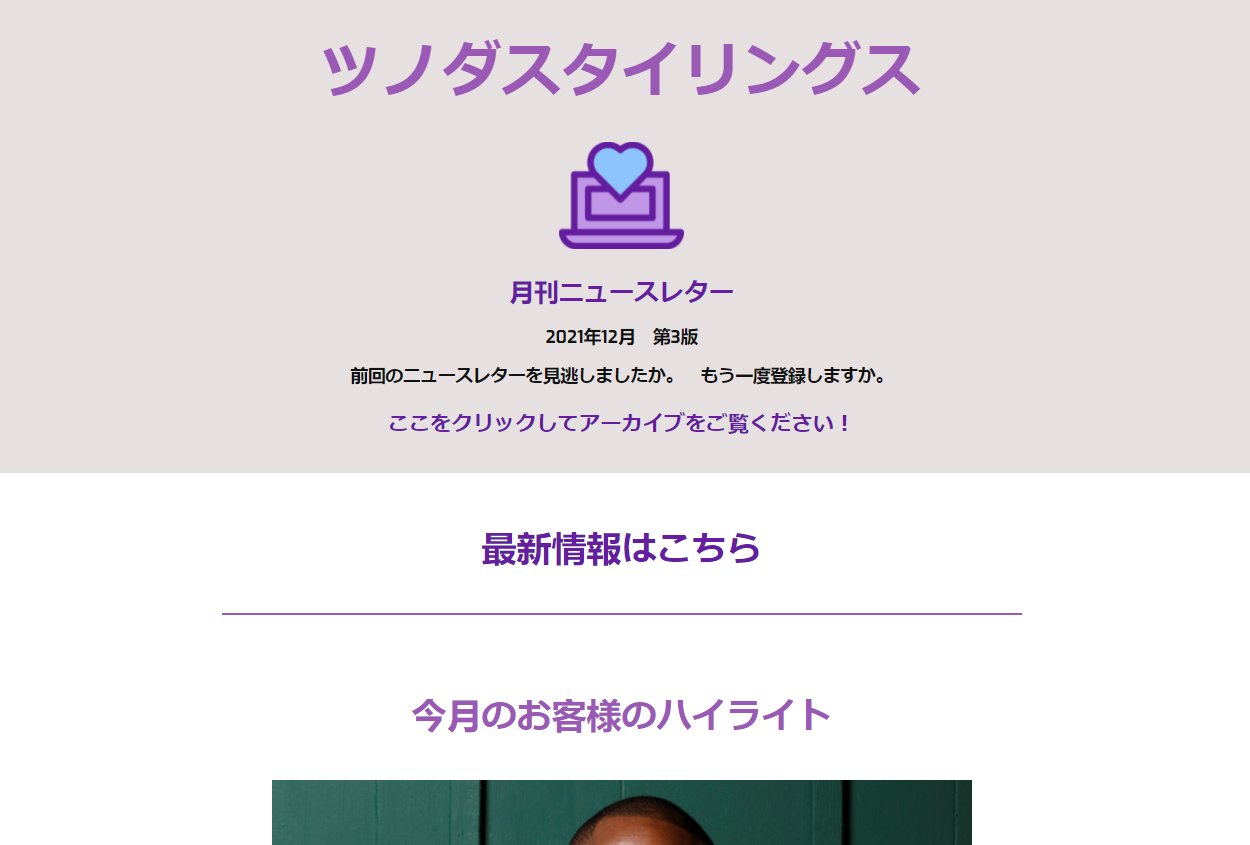 ツノダスタイリングス
月刊ニュースレター
2021年12月　第3版
前回のニュースレターを見逃しましたか。　もう一度登録しますか。
ここをクリックしてアーカイブをご覧ください！
最新情報はこちら
今月のお客様のハイライト